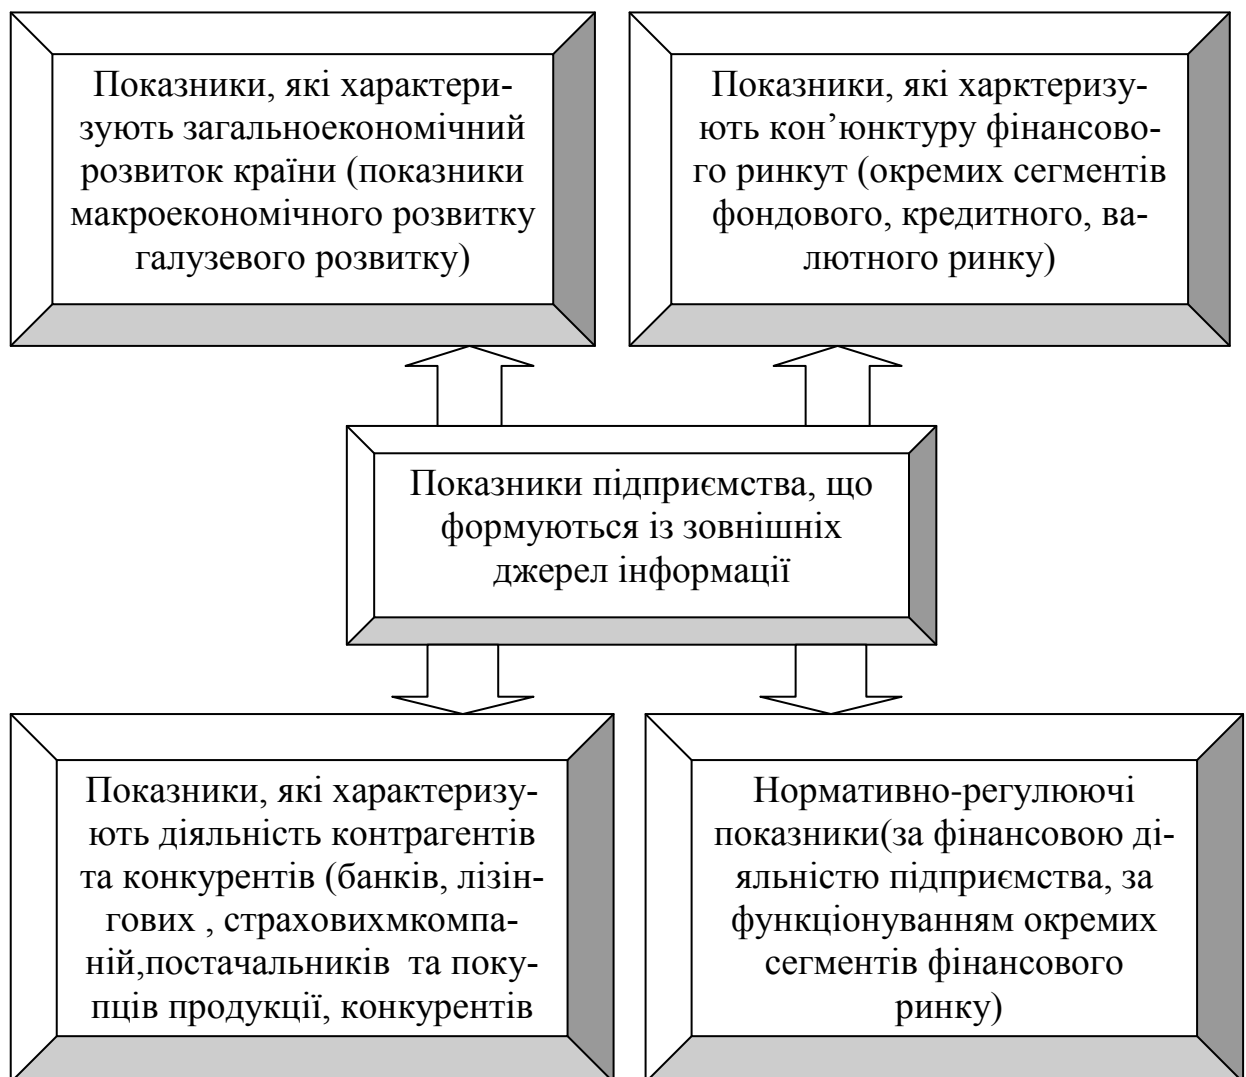 Показники, які характери-
зують загальноекономічний
розвиток країни (показники
макроекономічного розвитку
галузевого розвитку)
Показники, які харктеризу-
ють кон’юнктуру фінансово-
го ринкут (окремих сегментів
фондового, кредитного, ва-
лютного ринку)
Показники підприємства, що
формуються із зовнішніх
джерел інформації
Показники, які характеризу-
ють діяльність контрагентів
та конкурентів (банків, лізін-
гових , страховихмкомпа-
ній,постачальників та поку-
пців продукції, конкурентів
Нормативно-регулюючі
показники(за фінансовою ді-
яльністю підприємства, за
функціонуванням окремих
сегментів фінансового
ринку)